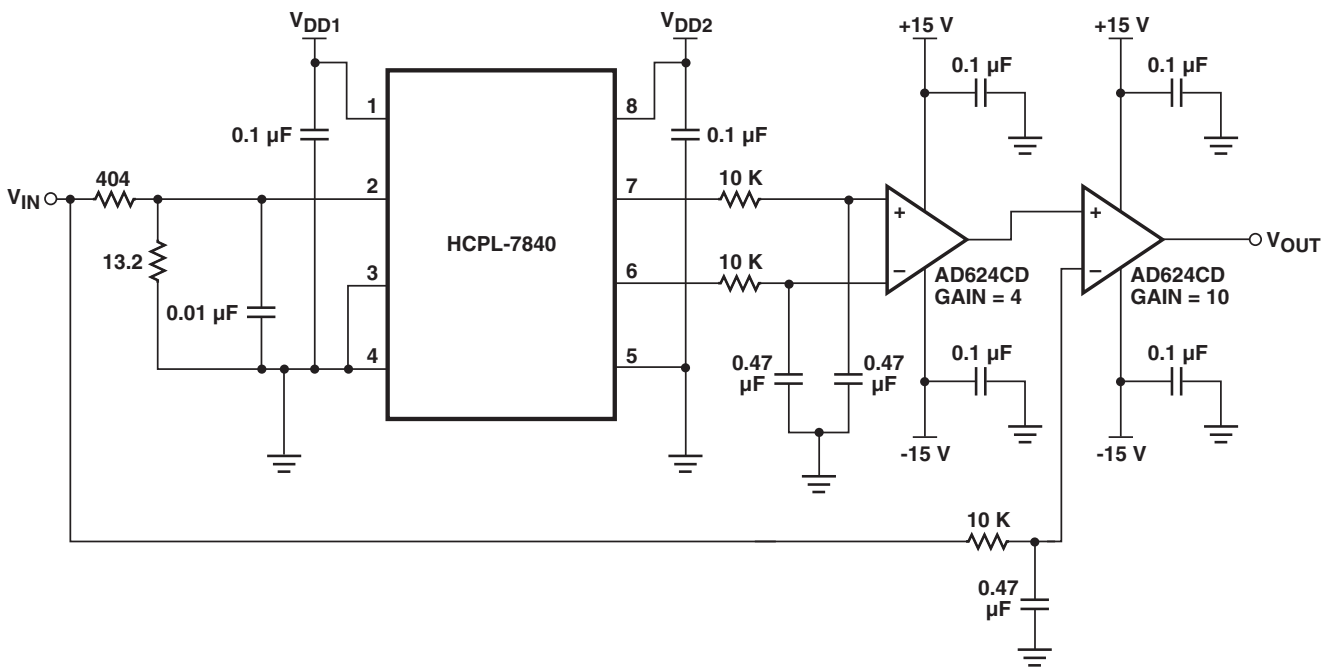 VDD1
VDD2
+15 V
+15 V
0.1 µF
0.1 µF
1
8
0.1 µF
0.1 µF
VIN
404
2
7
10 K
+
+
HCPL-7840
VOUT
13.2
3
6
10 K
–
–
AD624CD
GAIN = 4
AD624CD
GAIN = 10
0.01 µF
4
5
0.47
µF
0.47
µF
0.1 µF
0.1 µF
-15 V
-15 V
10 K
0.47
µF